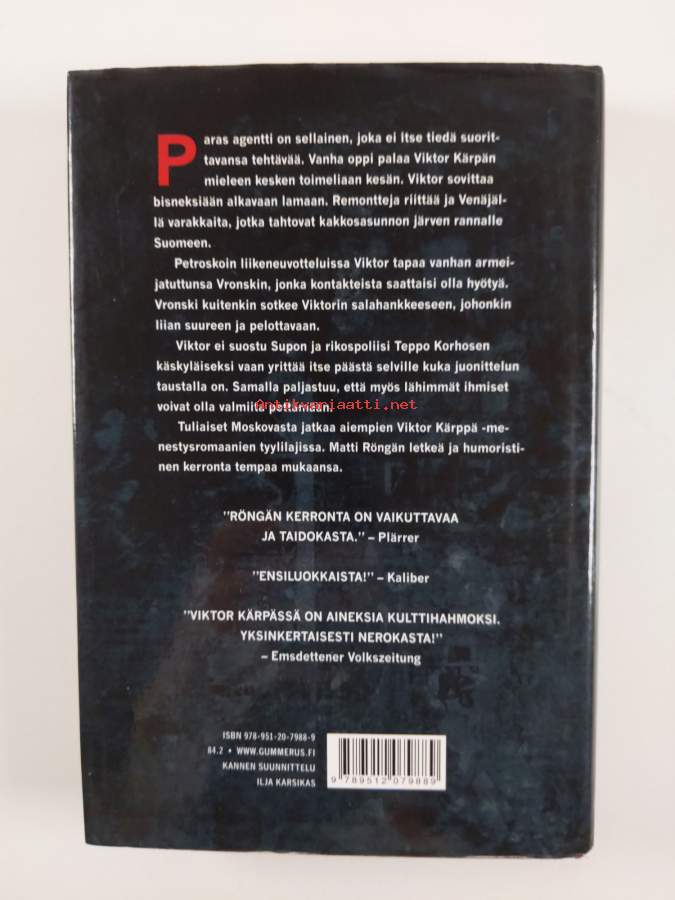 Paras agentti on sellainen, joka ei itse tiedä suorit-
tavansa tehtävää. Vanha oppi palaa Viktor Kärpän
mieleen kesken toimeliaan kesän. Viktor sovittaa
bisneksiään alkavaan lamaan. Remontteja riittää ja Venäjäl-
lä varakkaita, jotka tahtovat kakkosasunnon järven rannalle
Suomeen.
Petroskoin liikeneuvotteluissa Viktor tapaa vanhan armei-
jatuttunsa Vronskin, jonka kontakteista saattaisi olla hyötyä.
Vronski kuitenkin sotkee Viktorin salahankkeeseen, johonkin
liian suureen ja pelottavaan.
Viktor ei suostu Supon ja rikospoliisi Teppo Korhosen
käskyläiseksi vaan yrittää itse päästä selville kuka juonittelun
taustalla on. Samalla paljastuu, että myös lähimmät ihmiset
voivat olla valmiita pettämään.
Antikvariaatti.net
Tuliaiset Moskovasta jatkaa aiempien Viktor Kärppä -me-
nestysromaanien tyylilajissa. Matti Röngän letkeä ja humoristi-
nen kerronta tempaa mukaansa.
"RÖNGÄN KERRONTA ON VAIKUTTAVAA
JA TAIDOKASTA." – Plärrer
"ENSILUOKKAISTA!" – Kaliber
"VIKTOR KÄRPÄSSÄ ON AINEKSIA KULTTIHAHMOKSI.
YKSINKERTAISESTI NEROKASTA!"
– Emsdettener Volkszeitung
ISBN 978-951-20-7988-9
84.2 • WWW.GUMMERUS.FI
KANNEN SUUNNITTELU
ILJA KARSIKAS
9 789512 079889